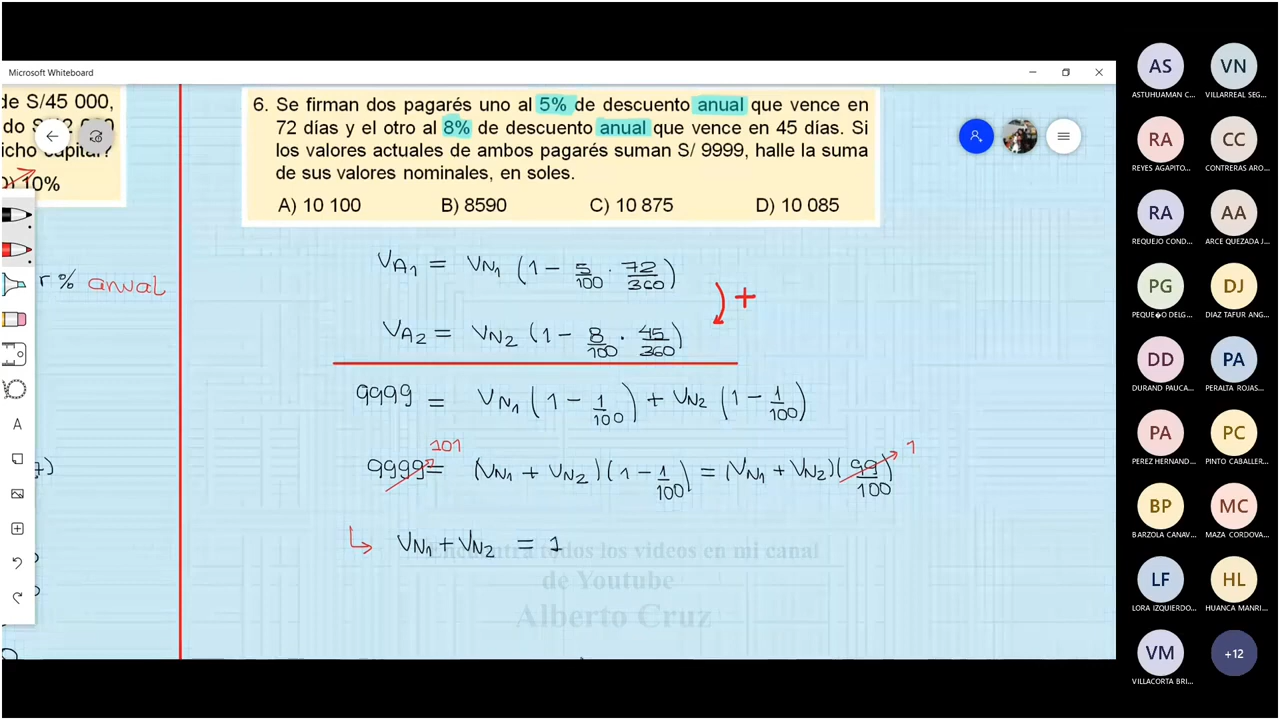 Microsoft Whiteboard
de S/45 000,
do S
icho capital?
10%
r % anual
6. Se firman dos pagarés uno al 5% de descuento anual que vence en
72 días y el otro al 8% de descuento anual que vence en 45 días. Si
los valores actuales de ambos pagarés suman S/ 9999, halle la suma
de sus valores nominales, en soles.
A) 10 100 B) 8590 C) 10 875 D) 10 085
VA1 = VN1 (1 - 5/100 · 72/360)
+
VA2 = VN2 (1 - 8/100 · 45/360)
9999 = VN1 (1 - 1/100) + VN2 (1 - 1/100)
101
1
9999 = (VN1 + VN2)(1 - 1/100) = (VN1 + VN2)(99/100)
VN1 + VN2 = 1
Encuentra todos los videos en mi canal
de Youtube
Alberto Cruz
A
AS VN
ASTUHUAMAN C... VILLARREAL SEG...
RA CC
REYES AGAPITO... CONTRERAS ARO...
RA AA
REQUEJO COND... ARCE QUEZADA J...
PG DJ
PEQUE�O DELG... DIAZ TAFUR ANG...
DD PA
DURAND PAUCA... PERALTA ROJAS...
PA PC
PEREZ HERNAND... PINTO CABALLER...
BP MC
BARZOLA CANAV... MAZA CORDOVA...
LF HL
LORA IZQUIERDO... HUANCA MANRI...
VM +12
VILLACORTA BRI...